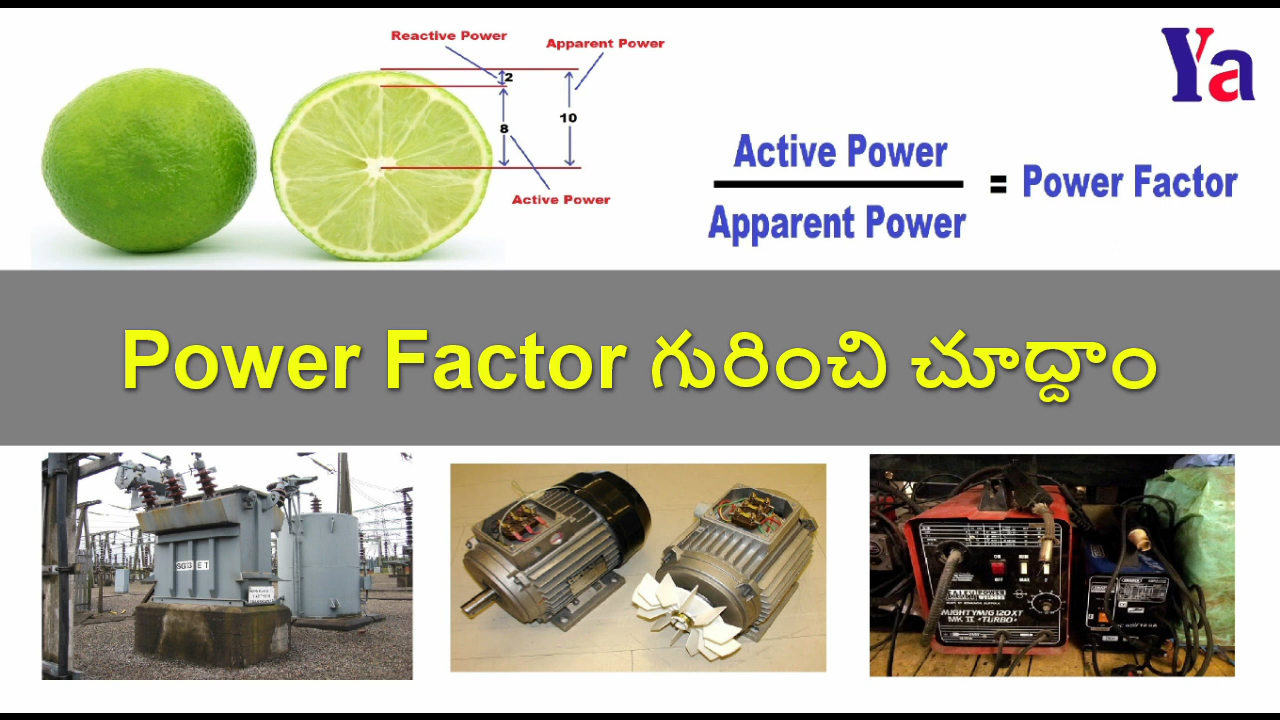 Reactive Power
Apparent Power
2
8
10
Active Power
Ya
Active Power
Apparent Power
= Power Factor
Power Factor గురించి చూద్దాం
SGT3 E T
MIGHTYMIG 120XT
MK II •TURBO•